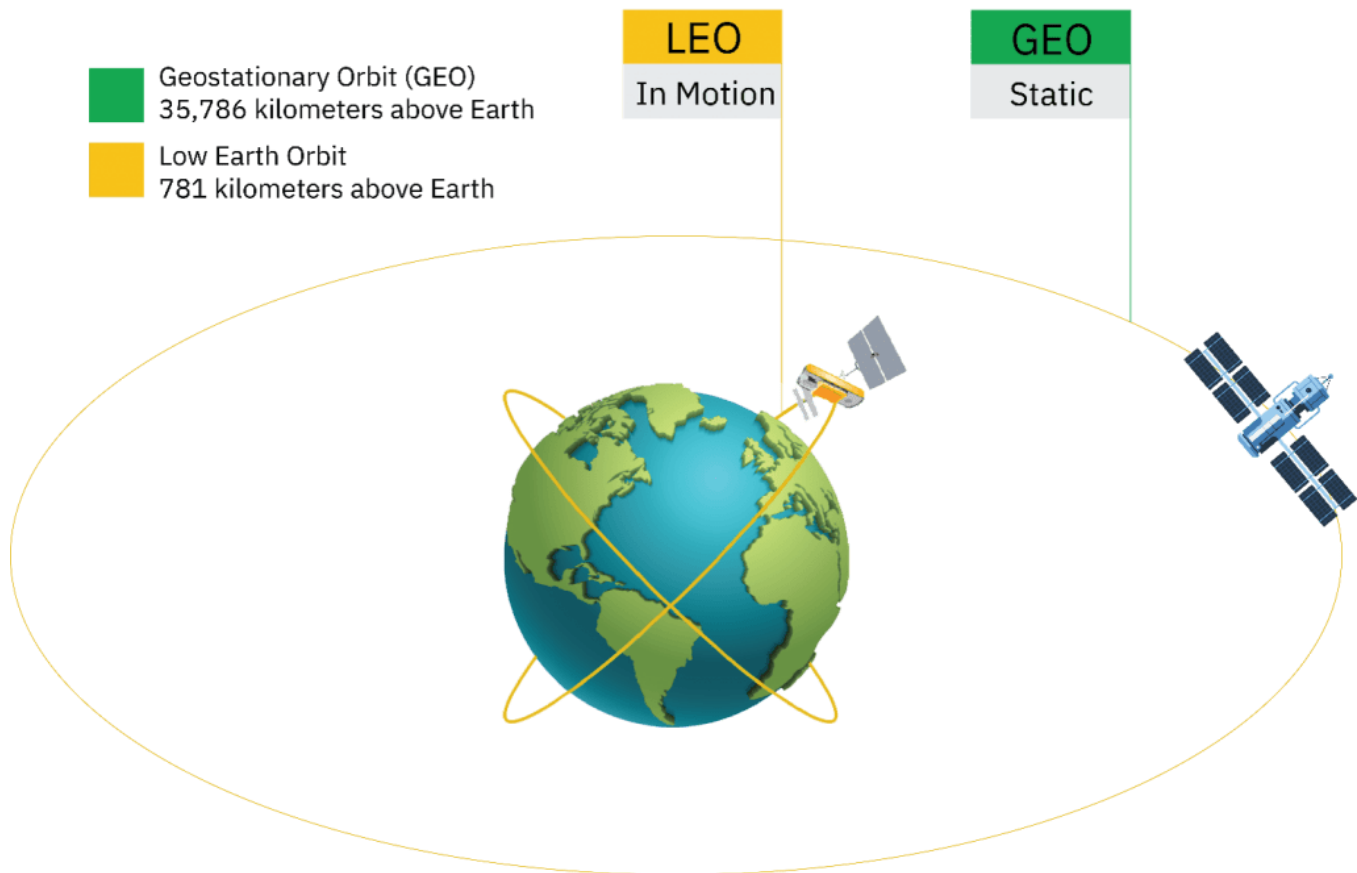 LEO
In Motion
GEO
Static
Geostationary Orbit (GEO)
35,786 kilometers above Earth
Low Earth Orbit
781 kilometers above Earth